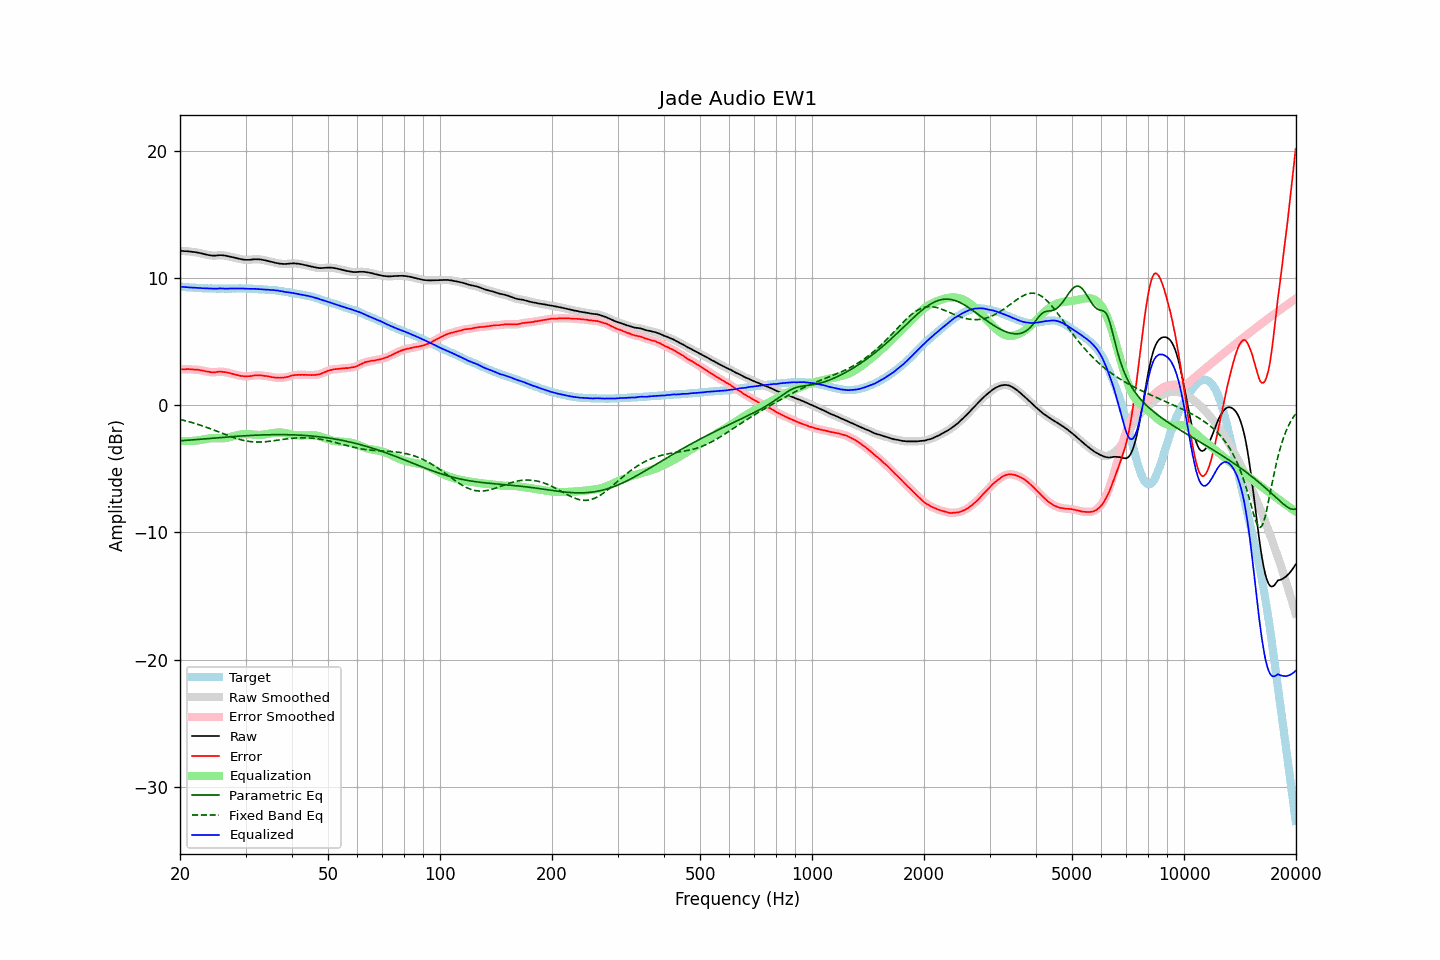 Jade Audio EW1
Amplitude (dBr)
20
10
0
−10
−20
−30
Target
Raw Smoothed
Error Smoothed
Raw
Error
Equalization
Parametric Eq
Fixed Band Eq
Equalized
20 50 100 200 500 1000 2000 5000 10000 20000
Frequency (Hz)